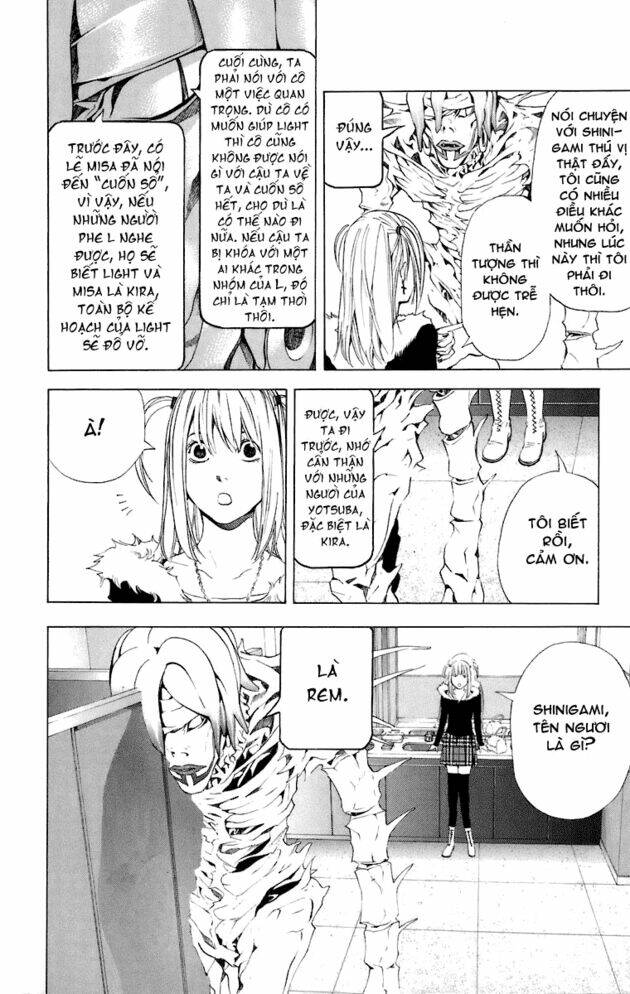 NÓI CHUYỆN
VỚI SHINI-
GAMI THÚ VỊ
THẬT ĐẤY,
TÔI CŨNG
CÓ NHIỀU
ĐIỀU KHÁC
MUỐN HỎI,
NHƯNG LÚC
NÀY THÌ TÔI
PHẢI ĐI
THÔI.
THẦN
TƯỢNG THÌ
KHÔNG
ĐƯỢC TRỄ
HẸN.
ĐÚNG
VẬY...
CUỐI CÙNG, TA
PHẢI NÓI VỚI CÔ
MỘT VIỆC QUAN
TRỌNG. DÙ CÔ CÓ
MUỐN GIÚP LIGHT
THÌ CÔ CŨNG
KHÔNG ĐƯỢC NÓI
GÌ VỚI CẬU TA VỀ
TA VÀ CUỐN SỔ
HẾT, CHO DÙ LÀ
CÓ THẾ NÀO ĐI
NỮA. NẾU CẬU TA
BỊ KHÓA VỚI MỘT
AI KHÁC TRONG
NHÓM CỦA L, ĐÓ
CHỈ LÀ TẠM THỜI
THÔI.
TRƯỚC ĐÂY, CÓ
LẼ MISA ĐÃ NÓI
ĐẾN "CUỐN SỔ",
VÌ VẬY, NẾU
NHỮNG NGƯỜI
PHE L NGHE
ĐƯỢC, HỌ SẼ
BIẾT LIGHT VÀ
MISA LÀ KIRA,
TOÀN BỘ KẾ
HOẠCH CỦA LIGHT
SẼ ĐỔ VỠ.
TÔI BIẾT
RỒI,
CẢM ƠN.
ĐƯỢC, VẬY
TA ĐI
TRƯỚC, NHỚ
CẨN THẬN
VỚI NHỮNG
NGƯỜI CỦA
YOTSUBA,
ĐẶC BIỆT LÀ
KIRA.
À!
SHINIGAMI,
TÊN NGƯƠI
LÀ GÌ?
LÀ
REM.